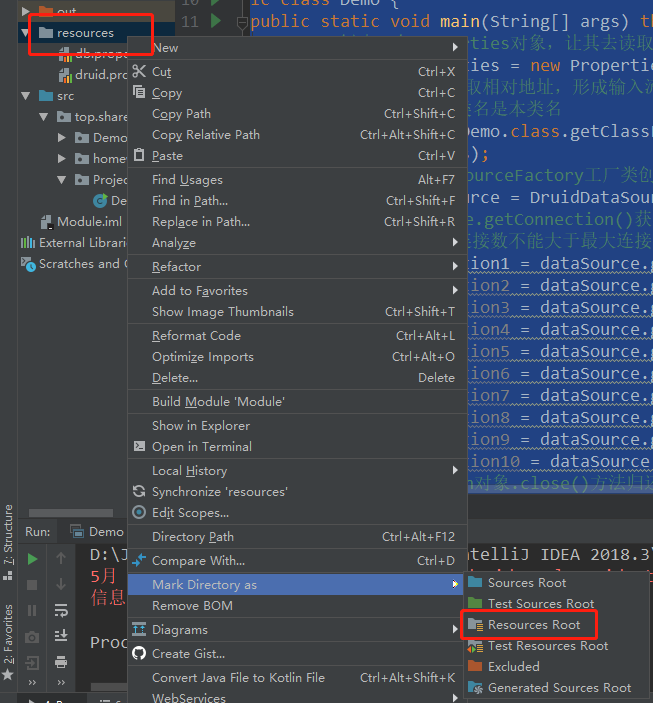 out
10
ic class Demo {
resources
11
public static void main(String[] args) th
db.prope
New
rties对象，让其去读取
druid.pro
Cut
Ctrl+X
ties = new Properti
src
Copy
Ctrl+C
取相对地址，形成输入流
top.share
Copy Path
Ctrl+Shift+C
类名是本类名
Demo
Copy Relative Path
Ctrl+Alt+Shift+C
Demo.class.getClassL
home
Paste
Ctrl+V
);
Projec
Find Usages
Alt+F7
ourceFactory工厂类创
De
Find in Path...
Ctrl+Shift+F
urce = DruidDataSour
Module.iml
Replace in Path...
Ctrl+Shift+R
e.getConnection()获
External Librarie
Analyze
连接数不能大于最大连接
Scratches and C
Refactor
ion1 = dataSource.g
Add to Favorites
ion2 = dataSource.g
Show Image Thumbnails
Ctrl+Shift+T
ion3 = dataSource.g
Reformat Code
Ctrl+Alt+L
ion4 = dataSource.g
Optimize Imports
Ctrl+Alt+O
ion5 = dataSource.g
Delete...
Delete
ion6 = dataSource.g
Build Module 'Module'
ion7 = dataSource.g
Show in Explorer
ion8 = dataSource.g
Open in Terminal
ion9 = dataSource.g
Local History
ion10 = dataSource.
Synchronize 'resources'
n对象.close()方法归还
Edit Scopes...
7: Structure
Run:
Demo
Directory Path
Ctrl+Alt+F12
D:\J
Compare With...
Ctrl+D
ntelliJ IDEA 2018.3\
5月
Mark Directory as
Sources Root
信息
Remove BOM
Test Sources Root
2: Favorites
Diagrams
Resources Root
Proc
Create Gist...
Test Resources Root
Excluded
Convert Java File to Kotlin File
Ctrl+Alt+Shift+K
Generated Sources Root
WebServices